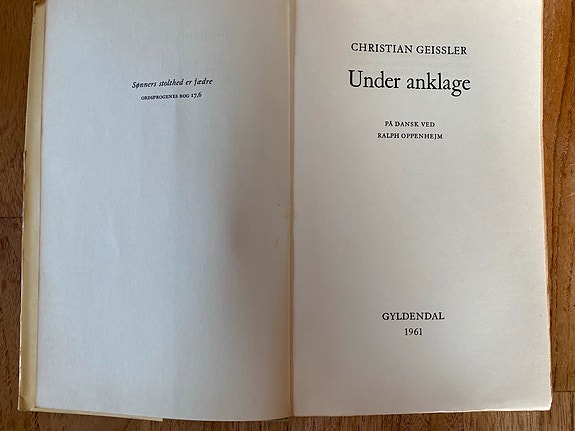 Sønners stolthed er fædre
ORDSPROGENES BOG 17,6
CHRISTIAN GEISSLER
Under anklage
PÅ DANSK VED
RALPH OPPENHEJM
GYLDENDAL
1961